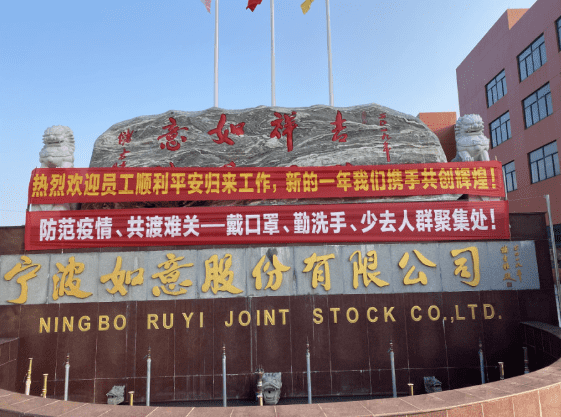 吉祥如意
热烈欢迎员工顺利平安归来工作，新的一年我们携手共创辉煌！
防范疫情、共渡难关—戴口罩、勤洗手、少去人群聚集处！
宁波如意股份有限公司
NINGBO RUYI JOINT STOCK CO.,LTD.